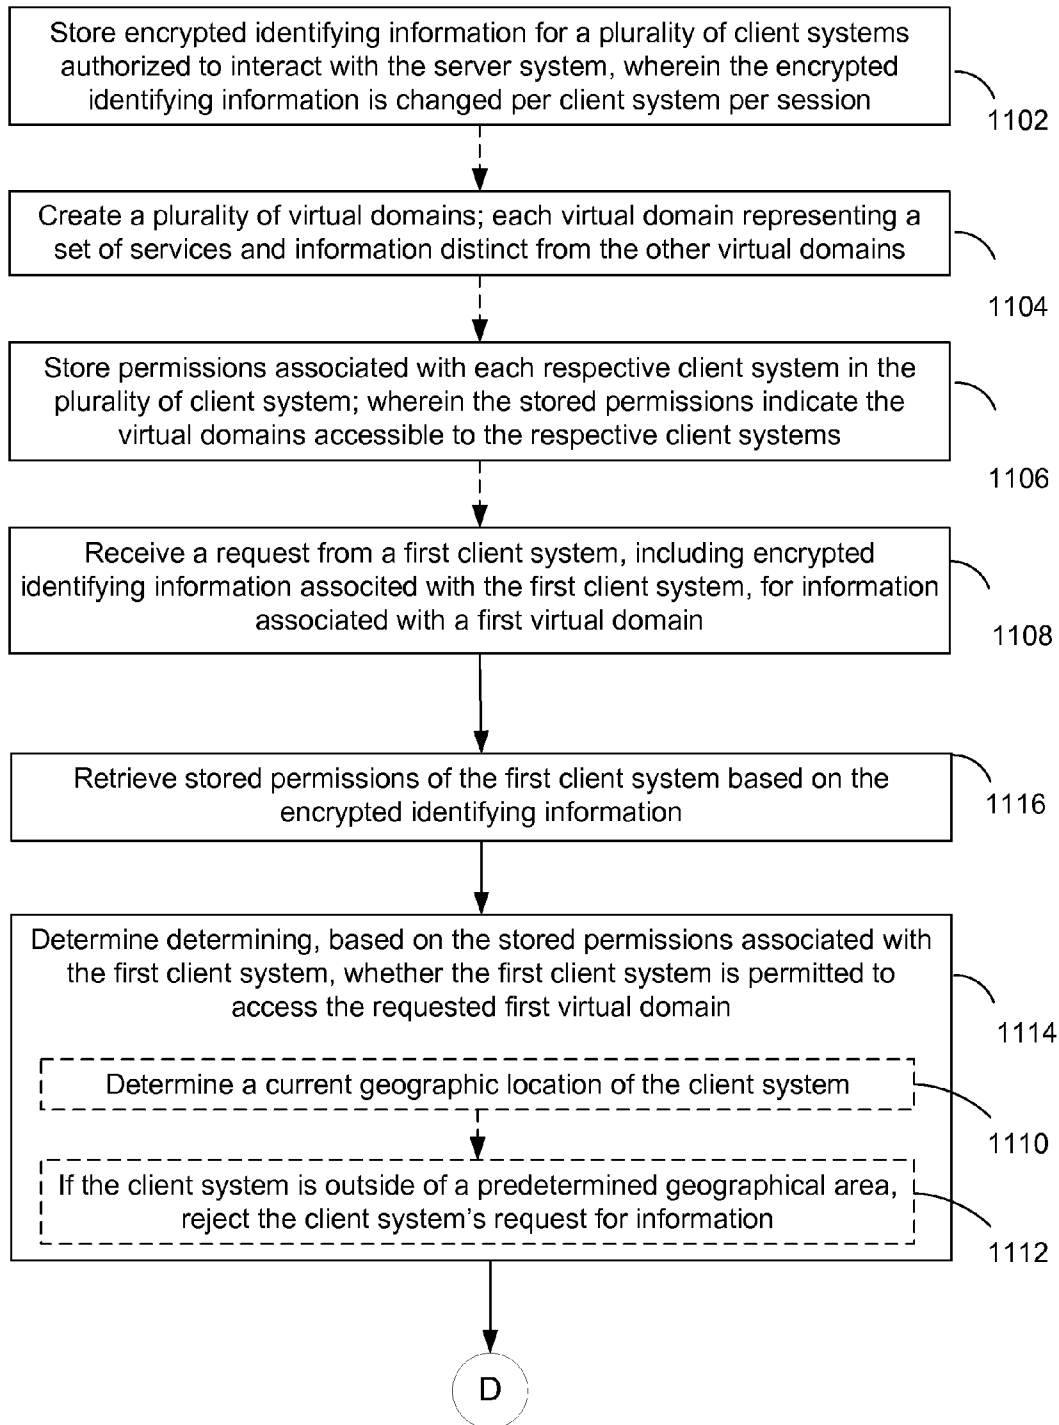 Store encrypted identifying information for a plurality of client systems
authorized to interact with the server system, wherein the encrypted
identifying information is changed per client system per session
1102
Create a plurality of virtual domains; each virtual domain representing a
set of services and information distinct from the other virtual domains
1104
Store permissions associated with each respective client system in the
plurality of client system; wherein the stored permissions indicate the
virtual domains accessible to the respective client systems
1106
Receive a request from a first client system, including encrypted
identifying information associted with the first client system, for information
associated with a first virtual domain
1108
Retrieve stored permissions of the first client system based on the
encrypted identifying information
1116
Determine determining, based on the stored permissions associated with
the first client system, whether the first client system is permitted to
access the requested first virtual domain
1114
Determine a current geographic location of the client system
1110
If the client system is outside of a predetermined geographical area,
reject the client system's request for information
1112
D